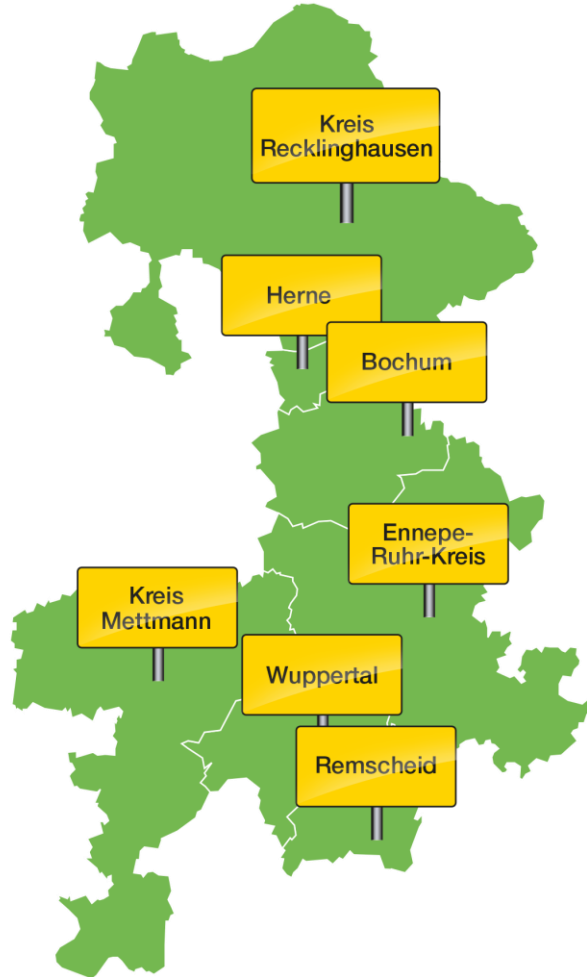 Kreis
Recklinghausen
Herne
Bochum
Ennepe-
Ruhr-Kreis
Kreis
Mettmann
Wuppertal
Remscheid